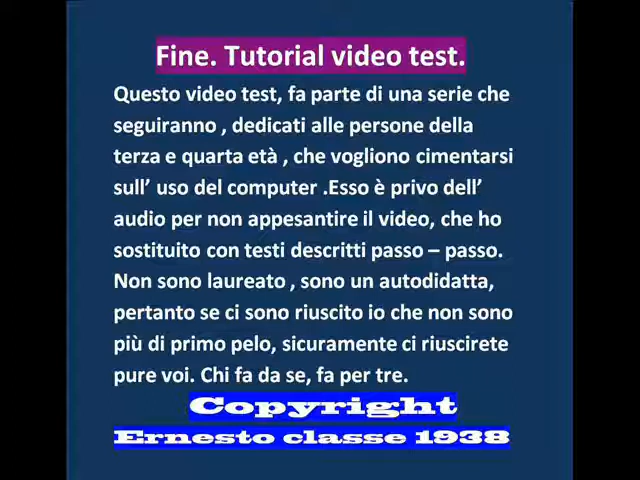 Fine. Tutorial video test.
Questo video test, fa parte di una serie che
seguiranno , dedicati alle persone della
terza e quarta età , che vogliono cimentarsi
sull’ uso del computer .Esso è privo dell’
audio per non appesantire il video, che ho
sostituito con testi descritti passo – passo.
Non sono laureato , sono un autodidatta,
pertanto se ci sono riuscito io che non sono
più di primo pelo, sicuramente ci riuscirete
pure voi. Chi fa da se, fa per tre.
Copyright
Ernesto classe 1938